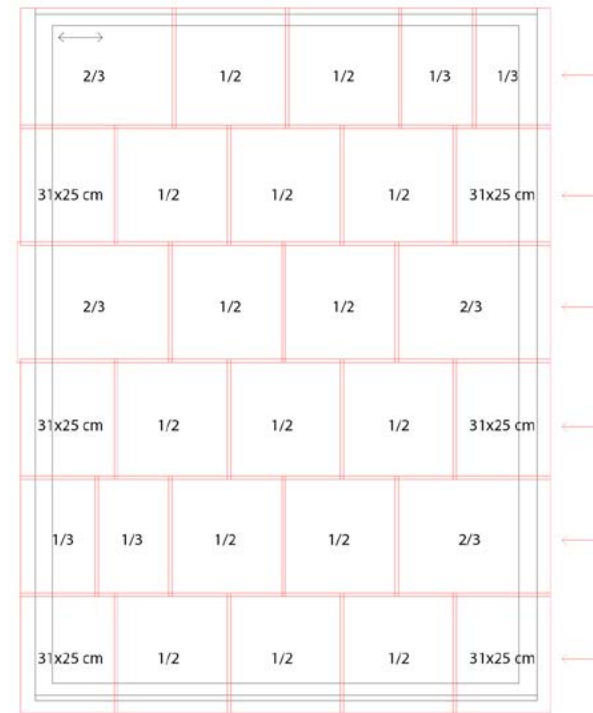 2/3 1/2 1/2 1/3 1/3
31x25 cm 1/2 1/2 1/2 31x25 cm
2/3 1/2 1/2 2/3
31x25 cm 1/2 1/2 1/2 31x25 cm
1/3 1/3 1/2 1/2 2/3
31x25 cm 1/2 1/2 1/2 31x25 cm